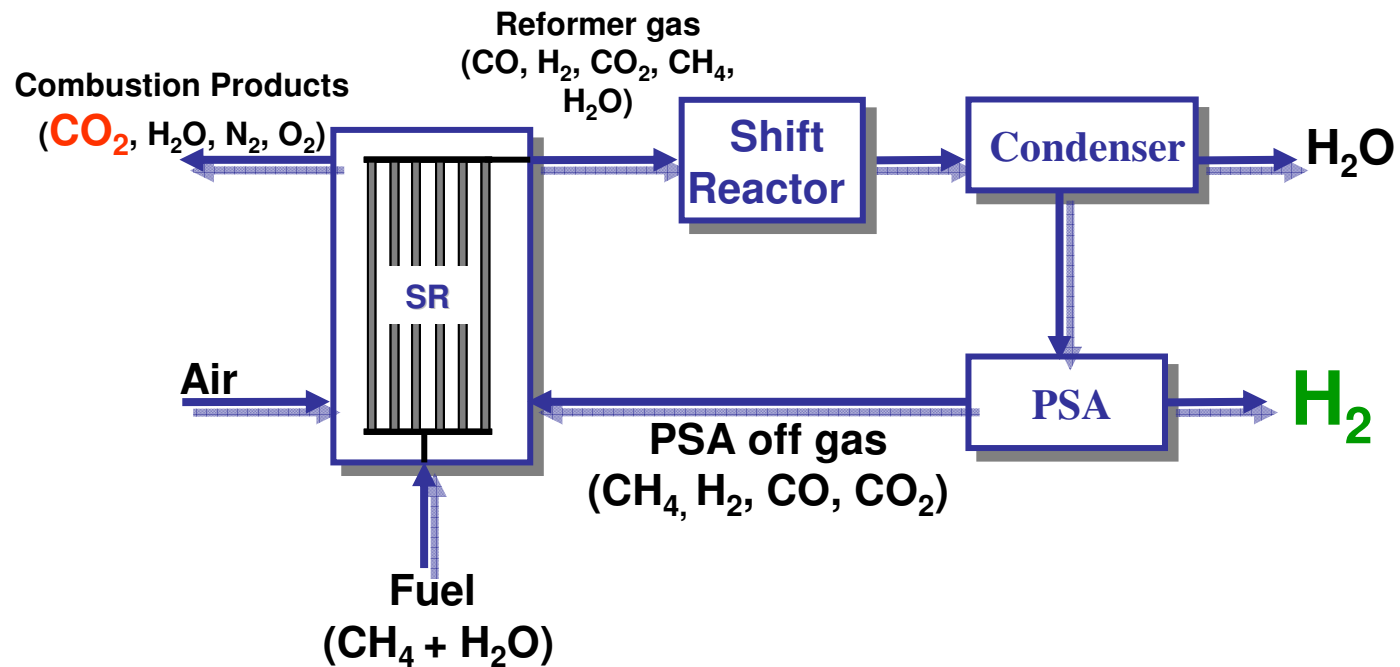 Reformer gas
(CO, H₂, CO₂, CH₄,
H₂O)
Combustion Products
(CO₂, H₂O, N₂, O₂)
Shift
Reactor
Condenser
H₂O
SR
Air
PSA
H₂
PSA off gas
(CH₄, H₂, CO, CO₂)
Fuel
(CH₄ + H₂O)